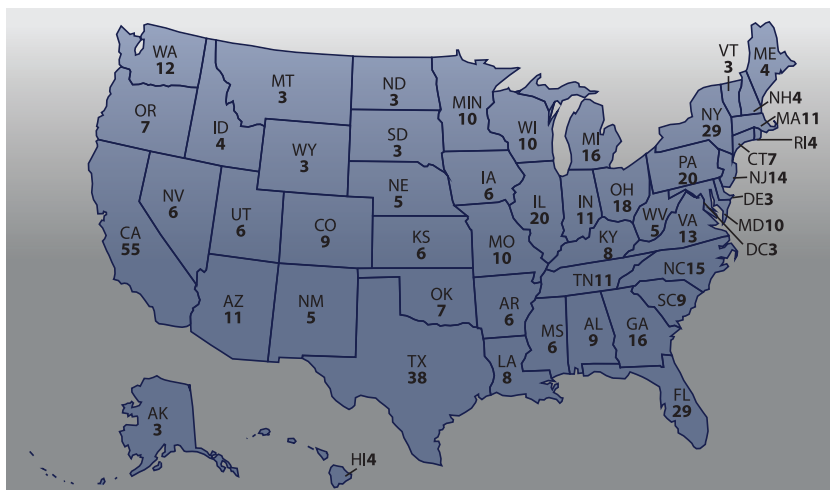 WA
12
MT
3
ND
3
MIN
10
VT
3
ME
4
OR
7
ID
4
SD
3
WI
10
MI
16
NY
29
NH4
MA11
RI4
CT7
NJ14
WY
3
IA
6
PA
20
NE
5
DE3
NV
6
UT
6
CO
9
IL
20
IN
11
OH
18
WV
5
VA
13
MD10
DC3
CA
55
KS
6
MO
10
KY
8
NC15
TN11
AZ
11
NM
5
OK
7
AR
6
SC9
MS
6
AL
9
GA
16
TX
38
LA
8
FL
29
AK
3
HI4